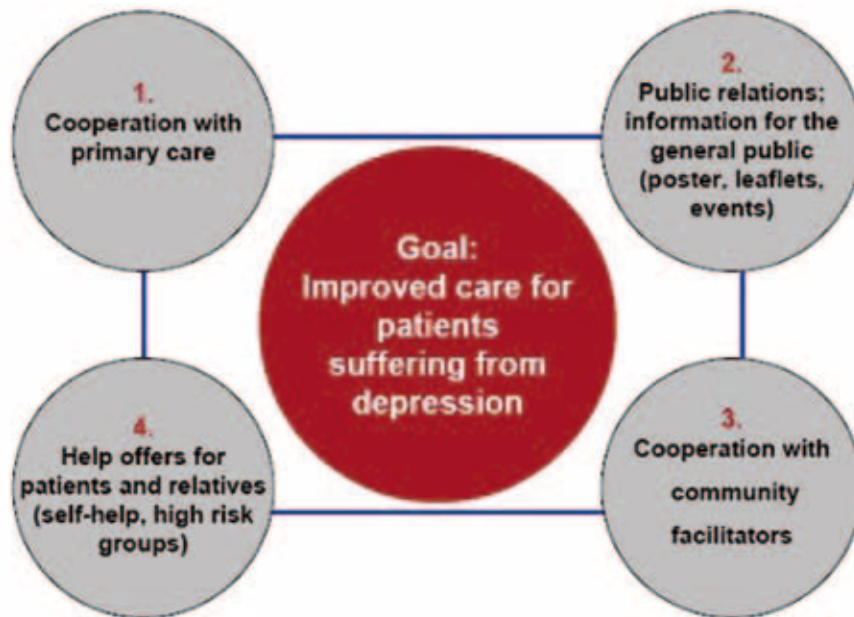 1.
Cooperation with
primary care
2.
Public relations;
information for the
general public
(poster, leaflets,
events)
Goal:
Improved care for
patients
suffering from
depression
4.
Help offers for
patients and relatives
(self-help, high risk
groups)
3.
Cooperation with
community
facilitators